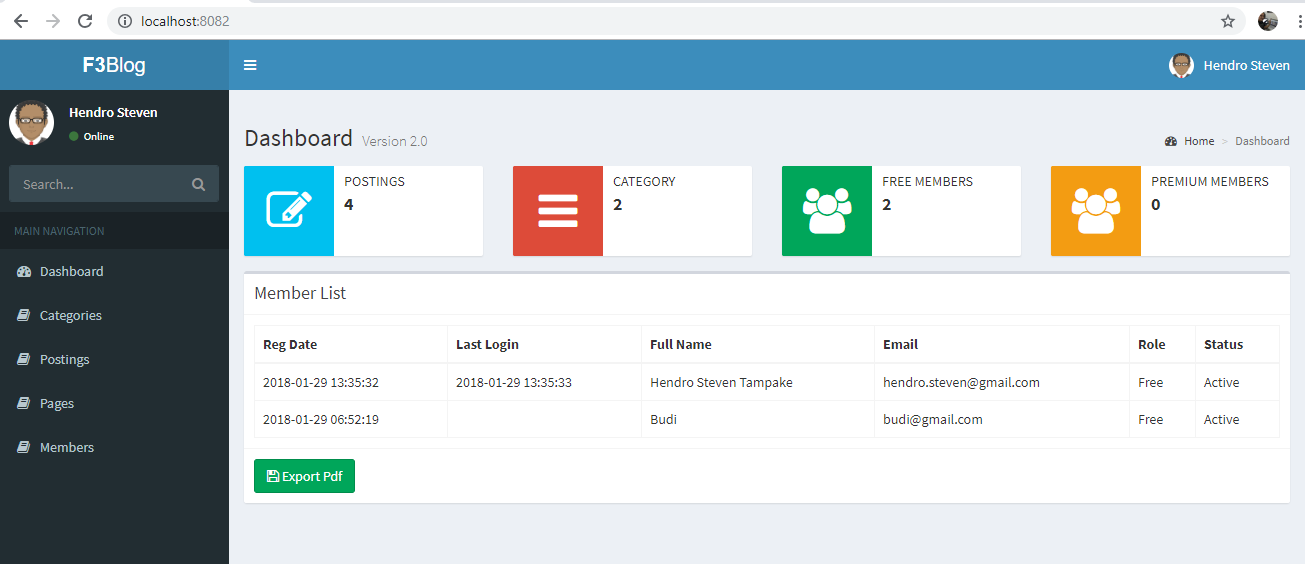 localhost:8082
F3Blog
Hendro Steven
Hendro Steven
Online
Search...
MAIN NAVIGATION
Dashboard
Categories
Postings
Pages
Members
Dashboard Version 2.0
Home > Dashboard
POSTINGS
4
CATEGORY
2
FREE MEMBERS
2
PREMIUM MEMBERS
0
Member List
Reg Date Last Login Full Name Email Role Status
2018-01-29 13:35:32 2018-01-29 13:35:33 Hendro Steven Tampake hendro.steven@gmail.com Free Active
2018-01-29 06:52:19 Budi budi@gmail.com Free Active
Export Pdf